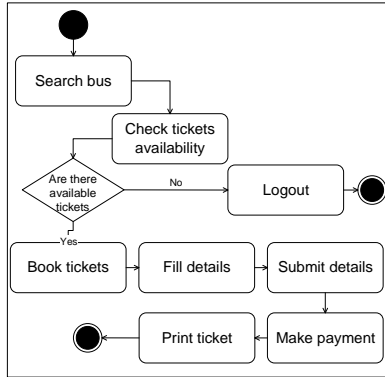 Search bus
Check tickets
availability
Are there
available
tickets
No
Logout
Yes
Book tickets
Fill details
Submit details
Print ticket
Make payment